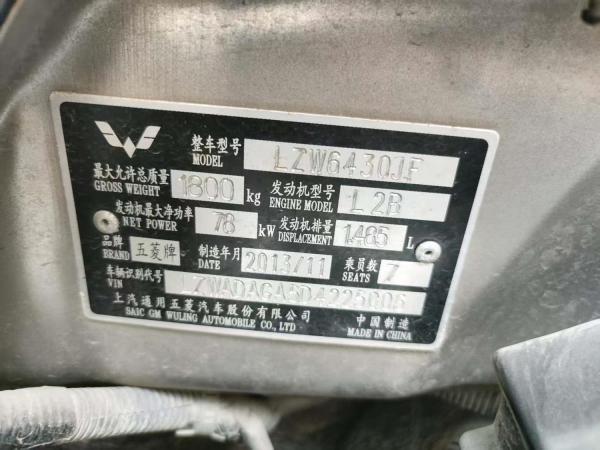 整车型号 LZW6430JF
MODEL
最大允许总质量 1800 kg 发动机型号 L2B
GROSS WEIGHT ENGINE MODEL
发动机最大净功率 78 kW 发动机排量 1.485 L
NET POWER DISPLACEMENT
品牌 五菱牌 制造年月 2013/11 乘员数 7
BRAND DATE SEATS
车辆识别代号
VIN
上汽通用五菱汽车股份有限公司 中国制造
SAIC GM WULING AUTOMOBILE CO., LTD MADE IN CHINA